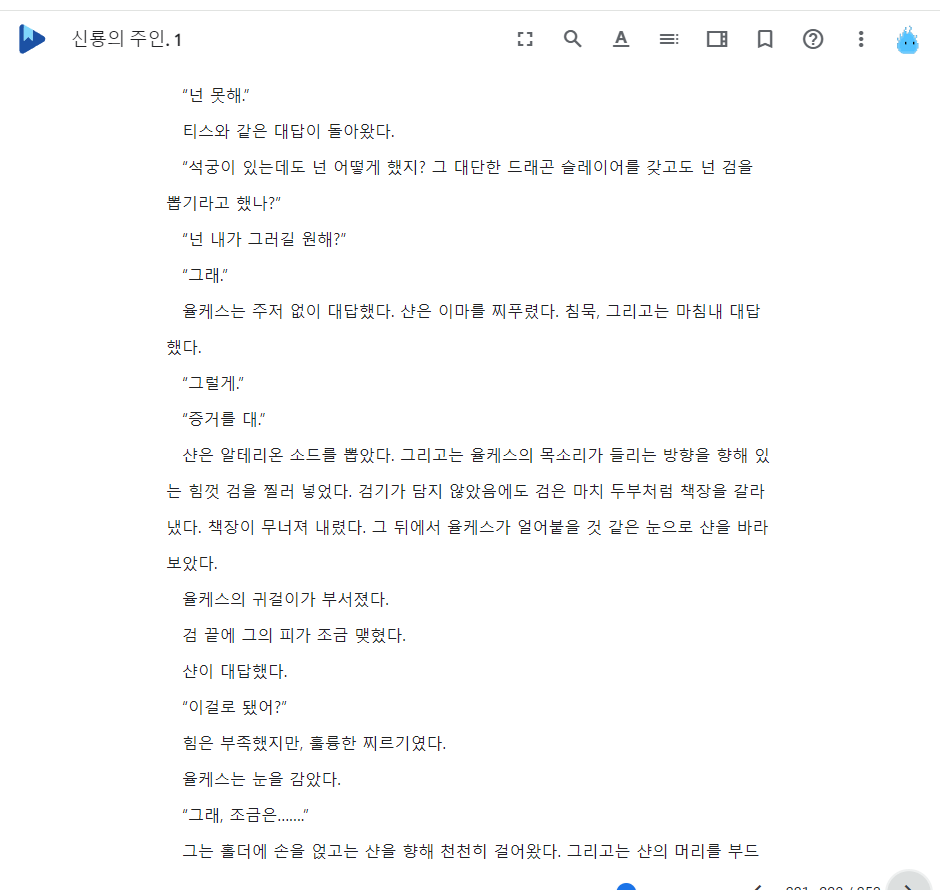 신룡의 주인. 1
“넌 못해.”
티스와 같은 대답이 돌아왔다.
“석궁이 있는데도 넌 어떻게 했지? 그 대단한 드래곤 슬레이어를 갖고도 넌 검을
뽑기라고 했나?”
“넌 내가 그러길 원해?”
“그래.”
율케스는 주저 없이 대답했다. 샨은 이마를 찌푸렸다. 침묵, 그리고는 마침내 대답
했다.
“그럴게.”
“증거를 대.”
샨은 알테리온 소드를 뽑았다. 그리고는 율케스의 목소리가 들리는 방향을 향해 있
는 힘껏 검을 찔러 넣었다. 검기가 담지 않았음에도 검은 마치 두부처럼 책장을 갈라
냈다. 책장이 무너져 내렸다. 그 뒤에서 율케스가 얼어붙을 것 같은 눈으로 샨을 바라
보았다.
율케스의 귀걸이가 부서졌다.
검 끝에 그의 피가 조금 맺혔다.
샨이 대답했다.
“이걸로 됐어?”
힘은 부족했지만, 훌륭한 찌르기였다.
율케스는 눈을 감았다.
“그래, 조금은…….”
그는 홀더에 손을 얹고는 샨을 향해 천천히 걸어왔다. 그리고는 샨의 머리를 부드